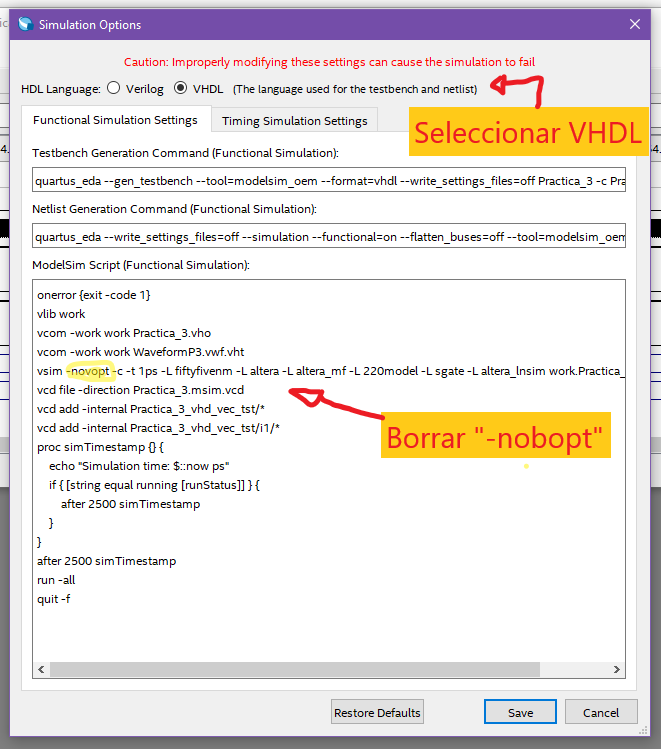 Simulation Options
Caution: Improperly modifying these settings can cause the simulation to fail
HDL Language: Verilog VHDL (The language used for the testbench and netlist)
Seleccionar VHDL
Functional Simulation Settings Timing Simulation Settings
Testbench Generation Command (Functional Simulation):
quartus_eda --gen_testbench --tool=modelsim_oem --format=vhdl --write_settings_files=off Practica_3 -c Pra
Netlist Generation Command (Functional Simulation):
quartus_eda --write_settings_files=off --simulation --functional=on --flatten_buses=off --tool=modelsim_oem
ModelSim Script (Functional Simulation):
onerror {exit -code 1}
vlib work
vcom -work work Practica_3.vho
vcom -work work WaveformP3.vwf.vht
vsim -novopt -c -t 1ps -L fiftyfivenm -L altera -L altera_mf -L 220model -L sgate -L altera_lnsim work.Practica_
vcd file -direction Practica_3.msim.vcd
vcd add -internal Practica_3_vhd_vec_tst/*
vcd add -internal Practica_3_vhd_vec_tst/i1/*
Borrar "-nobopt"
proc simTimestamp {} {
echo "Simulation time: $::now ps"
if { [string equal running [runStatus]] } {
after 2500 simTimestamp
}
}
after 2500 simTimestamp
run -all
quit -f
Restore Defaults Save Cancel